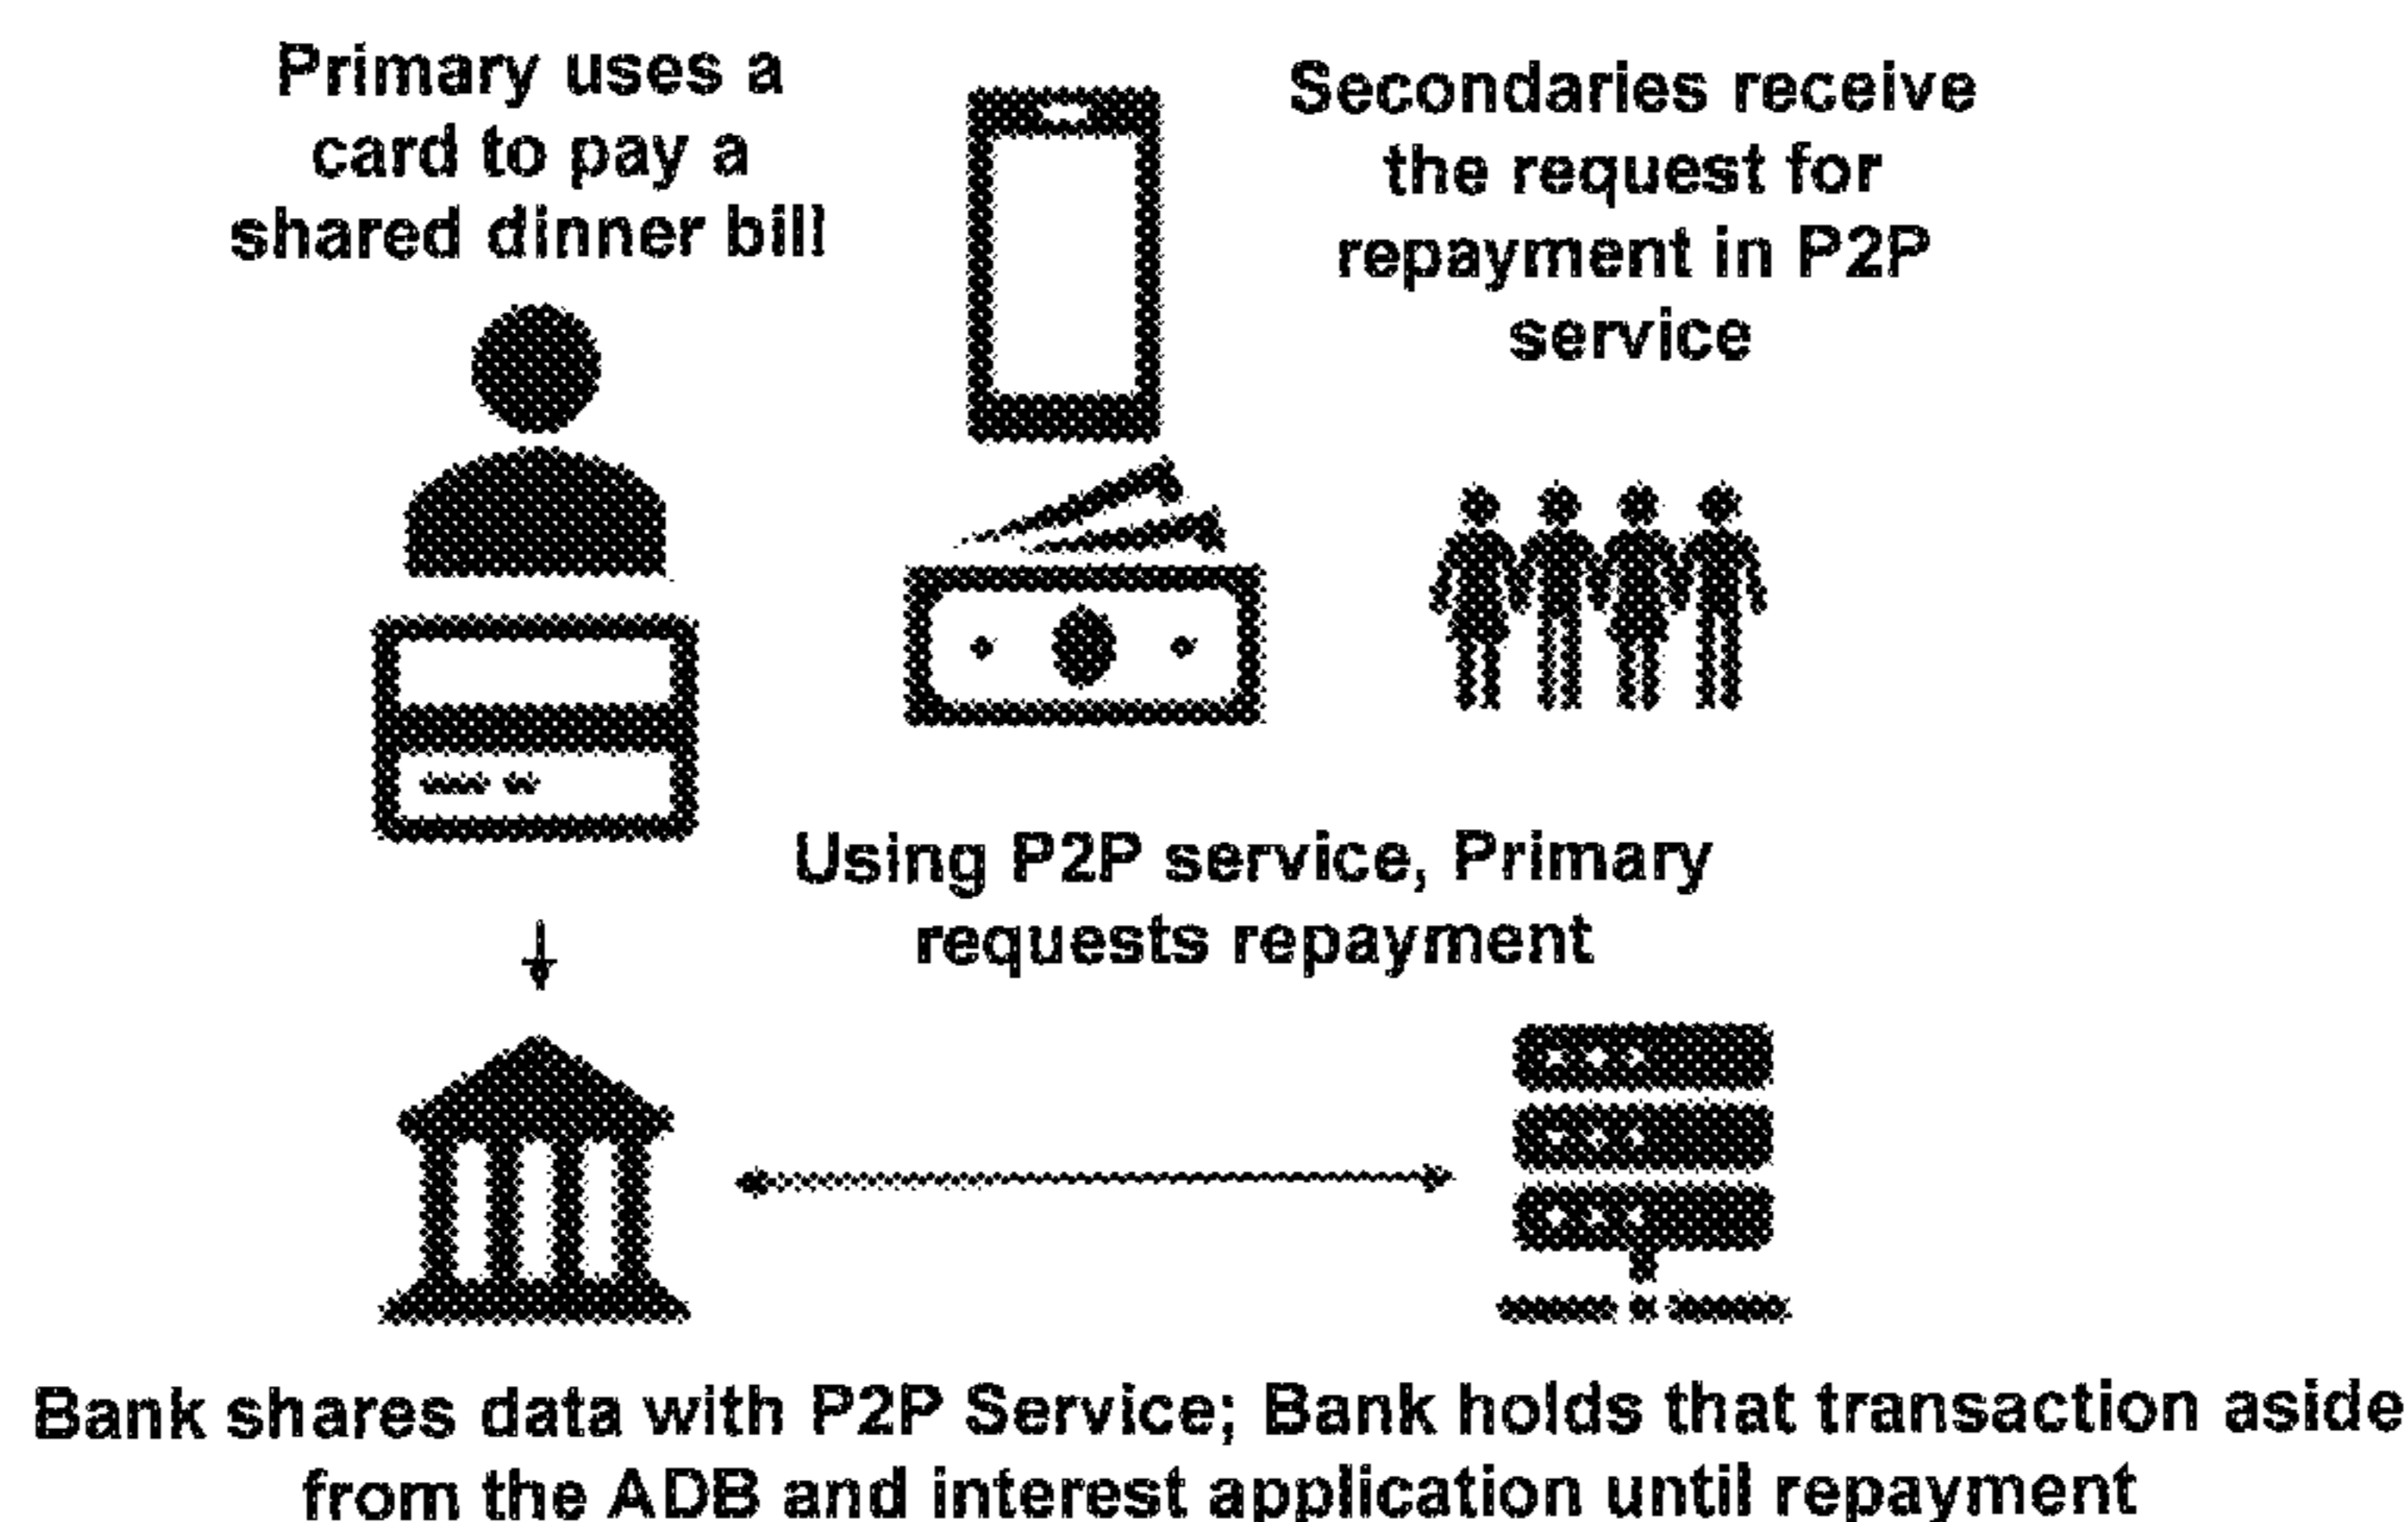 Primary uses a
card to pay a
shared dinner bill
Secondaries receive
the request for
repayment in P2P
service
Using P2P service, Primary
requests repayment
Bank shares data with P2P Service; Bank holds that transaction aside
from the ADB and interest application until repayment